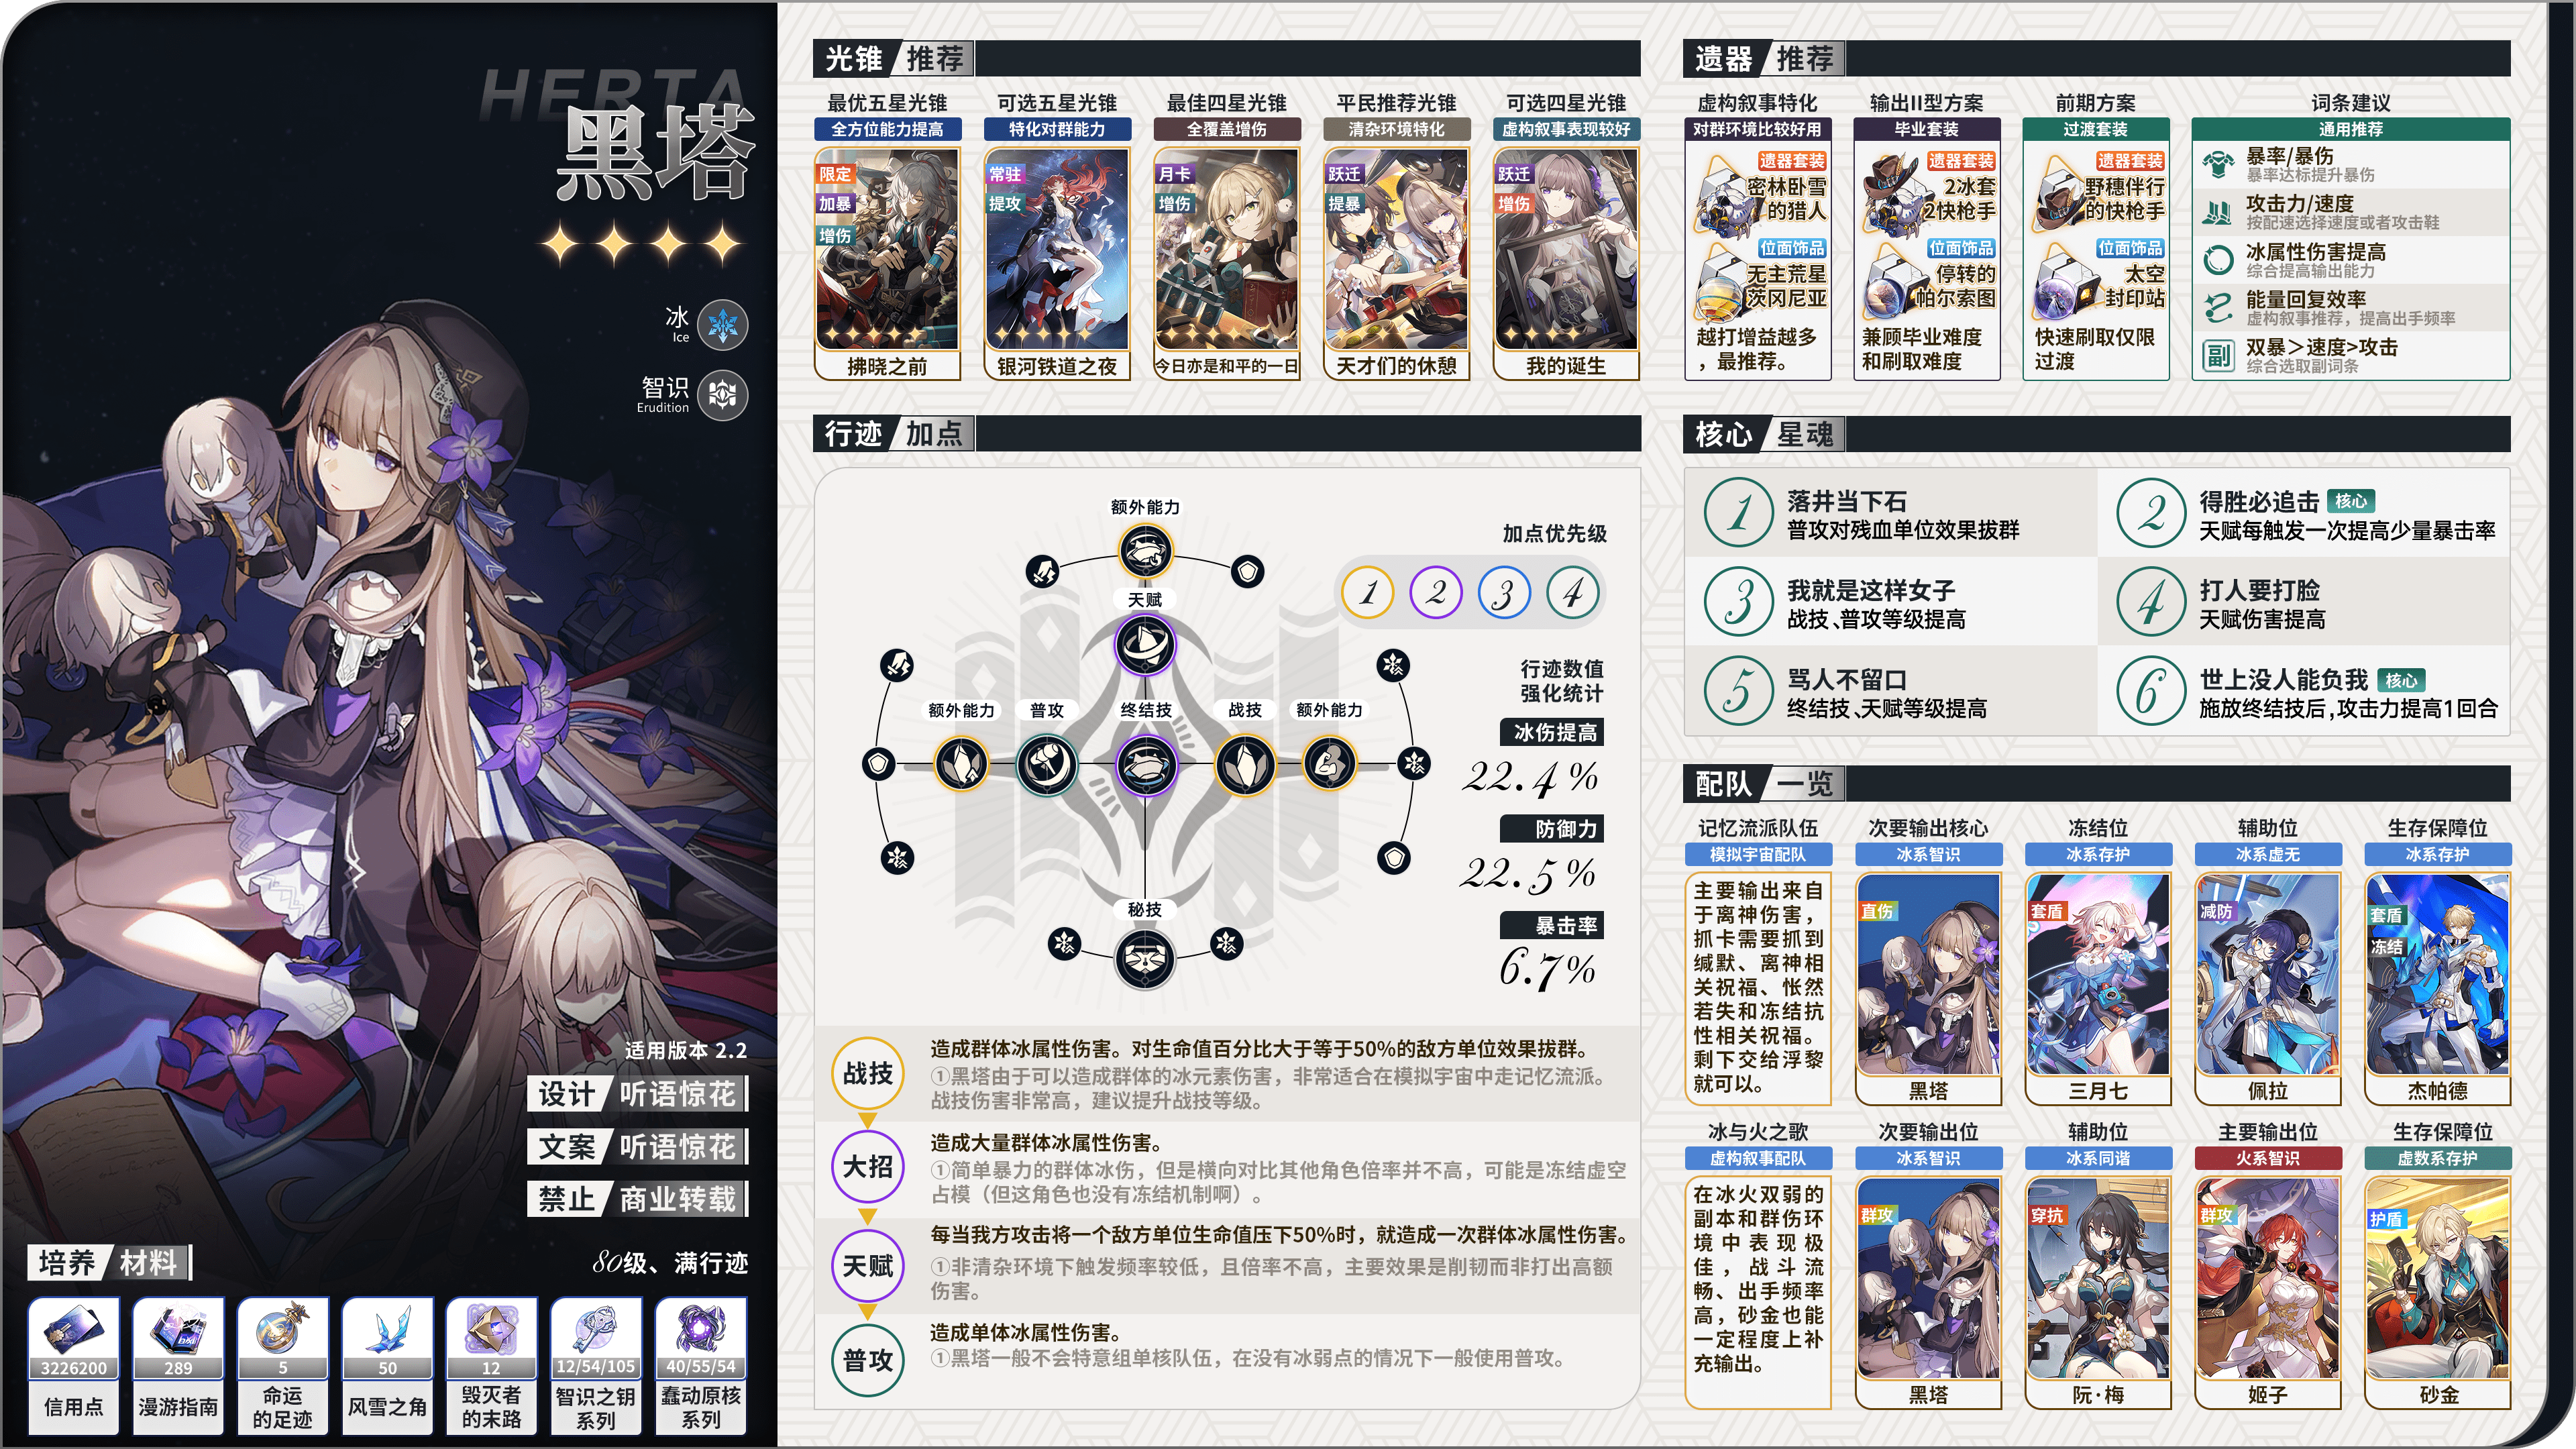 HERTA
黑塔
冰
Ice
智识
Erudition
适用版本 2.2
设计 听语惊花
文案 听语惊花
禁止 商业转载
培养 材料
80级、满行迹
3226200
信用点
289
漫游指南
5
命运
的足迹
50
风雪之角
12
毁灭者
的末路
12/54/105
智识之钥
系列
40/55/54
蠢动原核
系列
光锥 推荐
最优五星光锥
全方位能力提高
限定
加暴
增伤
拂晓之前
可选五星光锥
特化对群能力
常驻
提攻
银河铁道之夜
最佳四星光锥
全覆盖增伤
月卡
增伤
今日亦是和平的一日
平民推荐光锥
清杂环境特化
跃迁
提暴
天才们的休憩
可选四星光锥
虚构叙事表现较好
跃迁
增伤
我的诞生
行迹 加点
额外能力
天赋
额外能力
普攻
终结技
战技
额外能力
秘技
加点优先级
1 2 3 4
行迹数值
强化统计
冰伤提高
22.4%
防御力
22.5%
暴击率
6.7%
战技
造成群体冰属性伤害。对生命值百分比大于等于50%的敌方单位效果拔群。
①黑塔由于可以造成群体的冰元素伤害，非常适合在模拟宇宙中走记忆流派。
战技伤害非常高，建议提升战技等级。
大招
造成大量群体冰属性伤害。
①简单暴力的群体冰伤，但是横向对比其他角色倍率并不高，可能是冻结虚空
占模（但这角色也没有冻结机制啊）。
天赋
每当我方攻击将一个敌方单位生命值压下50%时，就造成一次群体冰属性伤害。
①非清杂环境下触发频率较低，且倍率不高，主要效果是削韧而非打出高额
伤害。
普攻
造成单体冰属性伤害。
①黑塔一般不会特意组单核队伍，在没有冰弱点的情况下一般使用普攻。
遗器 推荐
虚构叙事特化
对群环境比较好用
遗器套装
密林卧雪
的猎人
位面饰品
无主荒星
茨冈尼亚
越打增益越多
，最推荐。
输出II型方案
毕业套装
遗器套装
2冰套
2快枪手
位面饰品
停转的
帕尔索图
兼顾毕业难度
和刷取难度
前期方案
过渡套装
遗器套装
野穗伴行
的快枪手
位面饰品
太空
封印站
快速刷取仅限
过渡
词条建议
通用推荐
暴率/暴伤
暴率达标提升暴伤
攻击力/速度
按配速选择速度或者攻击鞋
冰属性伤害提高
综合提高输出能力
能量回复效率
虚构叙事推荐，提高出手频率
副
双暴＞速度>攻击
综合选取副词条
核心 星魂
1
落井当下石
普攻对残血单位效果拔群
2
得胜必追击 核心
天赋每触发一次提高少量暴击率
3
我就是这样女子
战技、普攻等级提高
4
打人要打脸
天赋伤害提高
5
骂人不留口
终结技、天赋等级提高
6
世上没人能负我 核心
施放终结技后，攻击力提高1回合
配队 一览
记忆流派队伍
模拟宇宙配队
主要输出来自
于离神伤害，
抓卡需要抓到
缄默、离神相
关祝福、怅然
若失和冻结抗
性相关祝福。
剩下交给浮黎
就可以。
次要输出核心
冰系智识
直伤
黑塔
冻结位
冰系存护
套盾
三月七
辅助位
冰系虚无
减防
佩拉
生存保障位
冰系存护
套盾
冻结
杰帕德
冰与火之歌
虚构叙事配队
在冰火双弱的
副本和群伤环
境中表现极
佳，战斗流
畅、出手频率
高，砂金也能
一定程度上补
充输出。
次要输出位
冰系智识
群攻
黑塔
辅助位
冰系同谐
穿抗
阮·梅
主要输出位
火系智识
群攻
姬子
生存保障位
虚数系存护
护盾
砂金